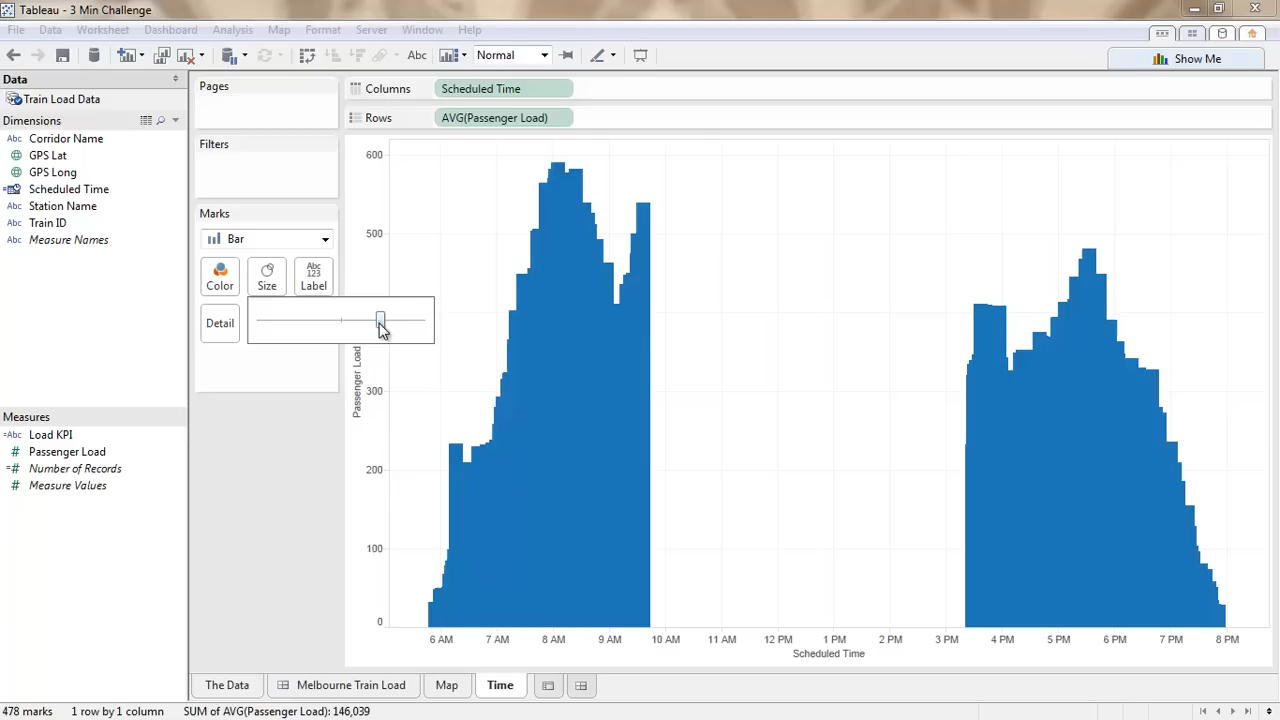 Tableau - 3 Min Challenge
File Data Worksheet Dashboard Analysis Map Format Server Window Help
Abc Normal
Show Me
Data
Train Load Data
Dimensions
Abc Corridor Name
GPS Lat
GPS Long
Scheduled Time
Abc Station Name
Abc Train ID
Abc Measure Names
Measures
=Abc Load KPI
# Passenger Load
=# Number of Records
# Measure Values
Pages
Filters
Marks
Bar
Color
Size
Abc
123
Label
Detail
Columns Scheduled Time
Rows AVG(Passenger Load)
600
500
300
200
100
0
Passenger Load
6 AM 7 AM 8 AM 9 AM 10 AM 11 AM 12 PM 1 PM 2 PM 3 PM 4 PM 5 PM 6 PM 7 PM 8 PM
Scheduled Time
The Data Melbourne Train Load Map Time
478 marks 1 row by 1 column SUM of AVG(Passenger Load): 146,039